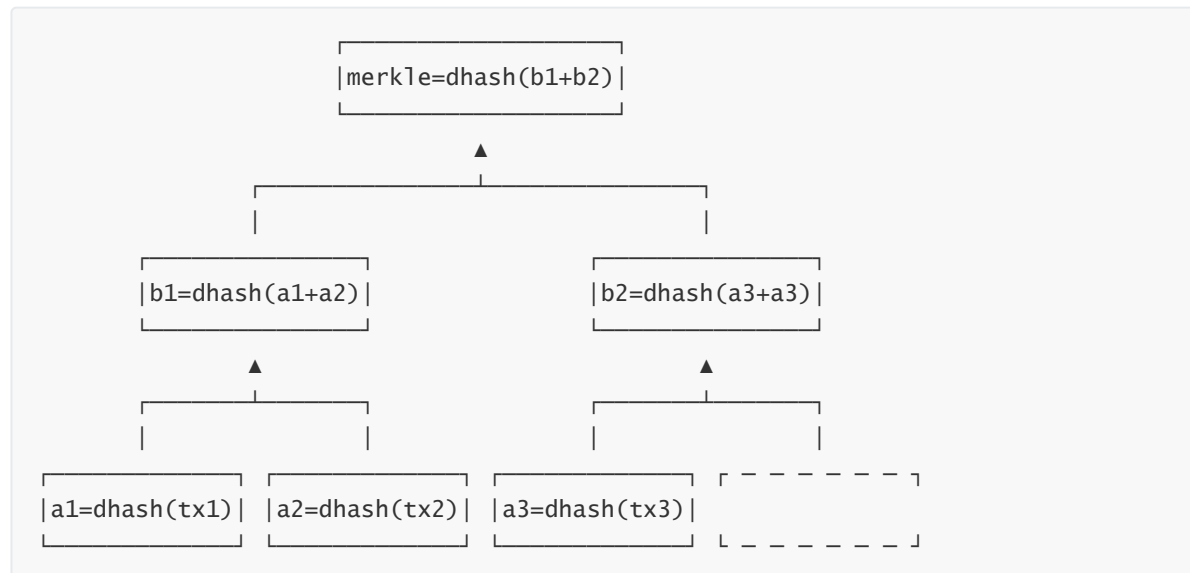 merkle=dhash(b1+b2)
b1=dhash(a1+a2) b2=dhash(a3+a3)
a1=dhash(tx1) a2=dhash(tx2) a3=dhash(tx3)